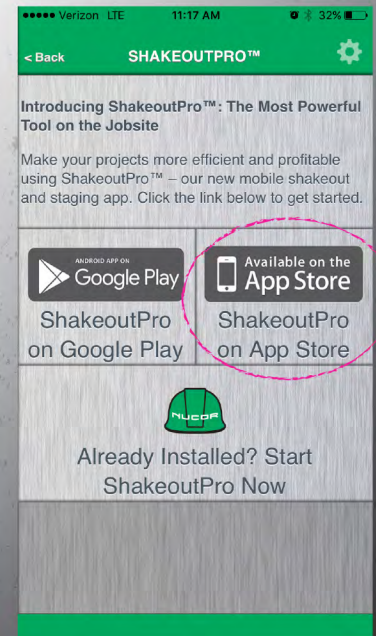 Verizon LTE 11:17 AM 32%
< Back SHAKEOUTPRO™
Introducing ShakeoutPro™: The Most Powerful
Tool on the Jobsite
Make your projects more efficient and profitable
using ShakeoutPro™ – our new mobile shakeout
and staging app. Click the link below to get started.
ANDROID APP ON
Google Play
ShakeoutPro
on Google Play
Available on the
App Store
ShakeoutPro
on App Store
NUCOR
Already Installed? Start
ShakeoutPro Now